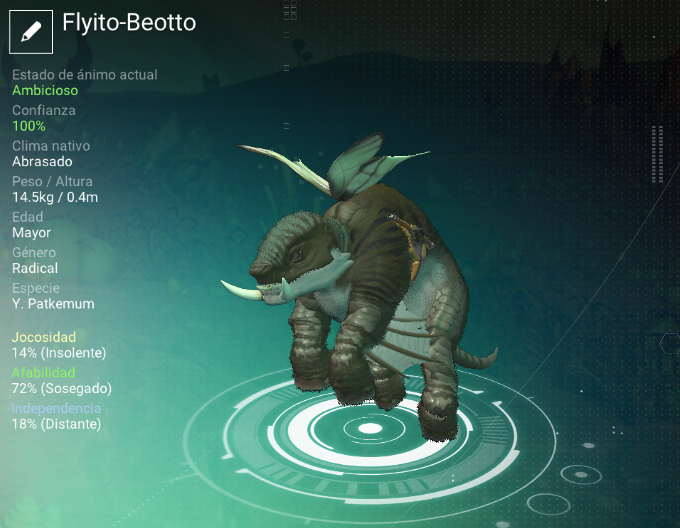 Flyito-Beotto
Estado de ánimo actual
Ambicioso
Confianza
100%
Clima nativo
Abrasado
Peso / Altura
14.5kg / 0.4m
Edad
Mayor
Género
Radical
Especie
Y. Patkemum
Jocosidad
14% (Insolente)
Afabilidad
72% (Sosegado)
Independencia
18% (Distante)